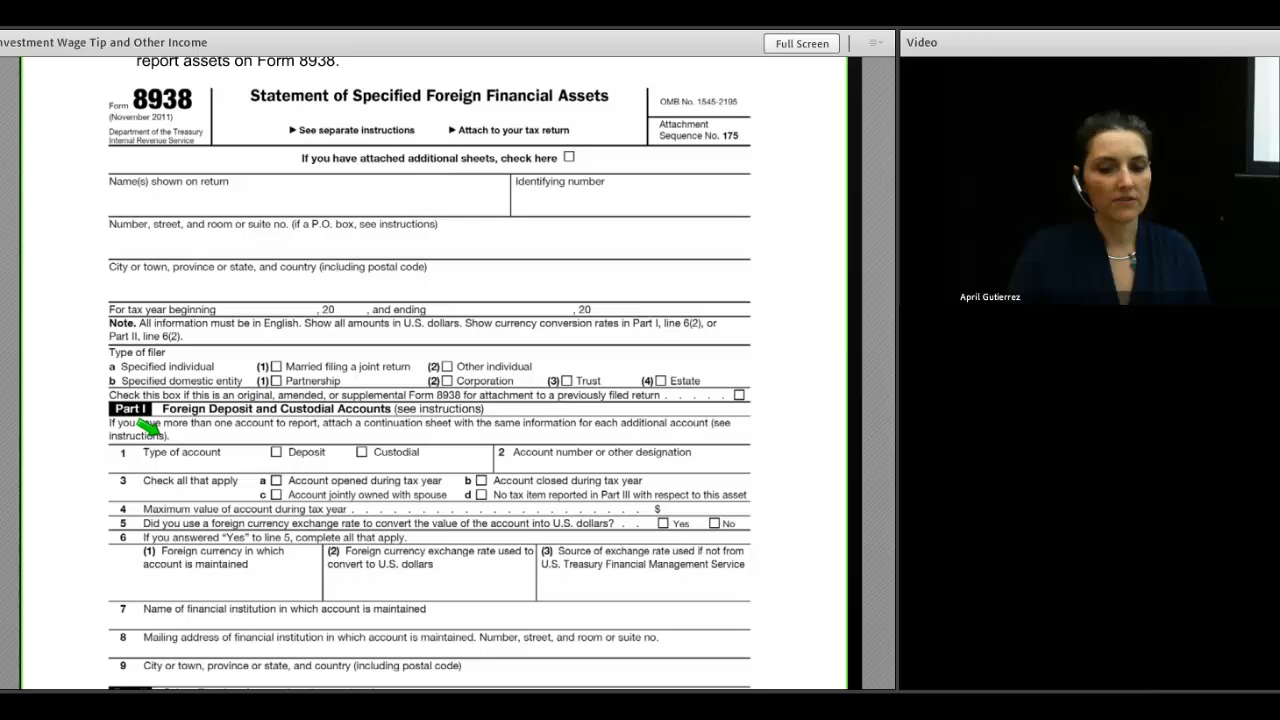 nvestment Wage Tip and Other Income
Full Screen
Video
report assets on Form 8938.
Form 8938
(November 2011)
Department of the Treasury
Internal Revenue Service
Statement of Specified Foreign Financial Assets
▶ See separate instructions ▶ Attach to your tax return
OMB No. 1545-2195
Attachment
Sequence No. 175
If you have attached additional sheets, check here
Name(s) shown on return
Identifying number
Number, street, and room or suite no. (if a P.O. box, see instructions)
City or town, province or state, and country (including postal code)
For tax year beginning , 20 , and ending , 20
Note. All information must be in English. Show all amounts in U.S. dollars. Show currency conversion rates in Part I, line 6(2), or
Part II, line 6(2).
Type of filer
a Specified individual (1) Married filing a joint return (2) Other individual
b Specified domestic entity (1) Partnership (2) Corporation (3) Trust (4) Estate
Check this box if this is an original, amended, or supplemental Form 8938 for attachment to a previously filed return . . . . .
Part I Foreign Deposit and Custodial Accounts (see instructions)
If you more than one account to report, attach a continuation sheet with the same information for each additional account (see
instructions).
1 Type of account Deposit Custodial
2 Account number or other designation
3 Check all that apply a Account opened during tax year b Account closed during tax year
c Account jointly owned with spouse d No tax item reported in Part III with respect to this asset
4 Maximum value of account during tax year . . . . . . . . . . . . . . . . . . . $
5 Did you use a foreign currency exchange rate to convert the value of the account into U.S. dollars? . . Yes No
6 If you answered "Yes" to line 5, complete all that apply.
(1) Foreign currency in which
account is maintained
(2) Foreign currency exchange rate used to
convert to U.S. dollars
(3) Source of exchange rate used if not from
U.S. Treasury Financial Management Service
7 Name of financial institution in which account is maintained
8 Mailing address of financial institution in which account is maintained. Number, street, and room or suite no.
9 City or town, province or state, and country (including postal code)
April Gutierrez